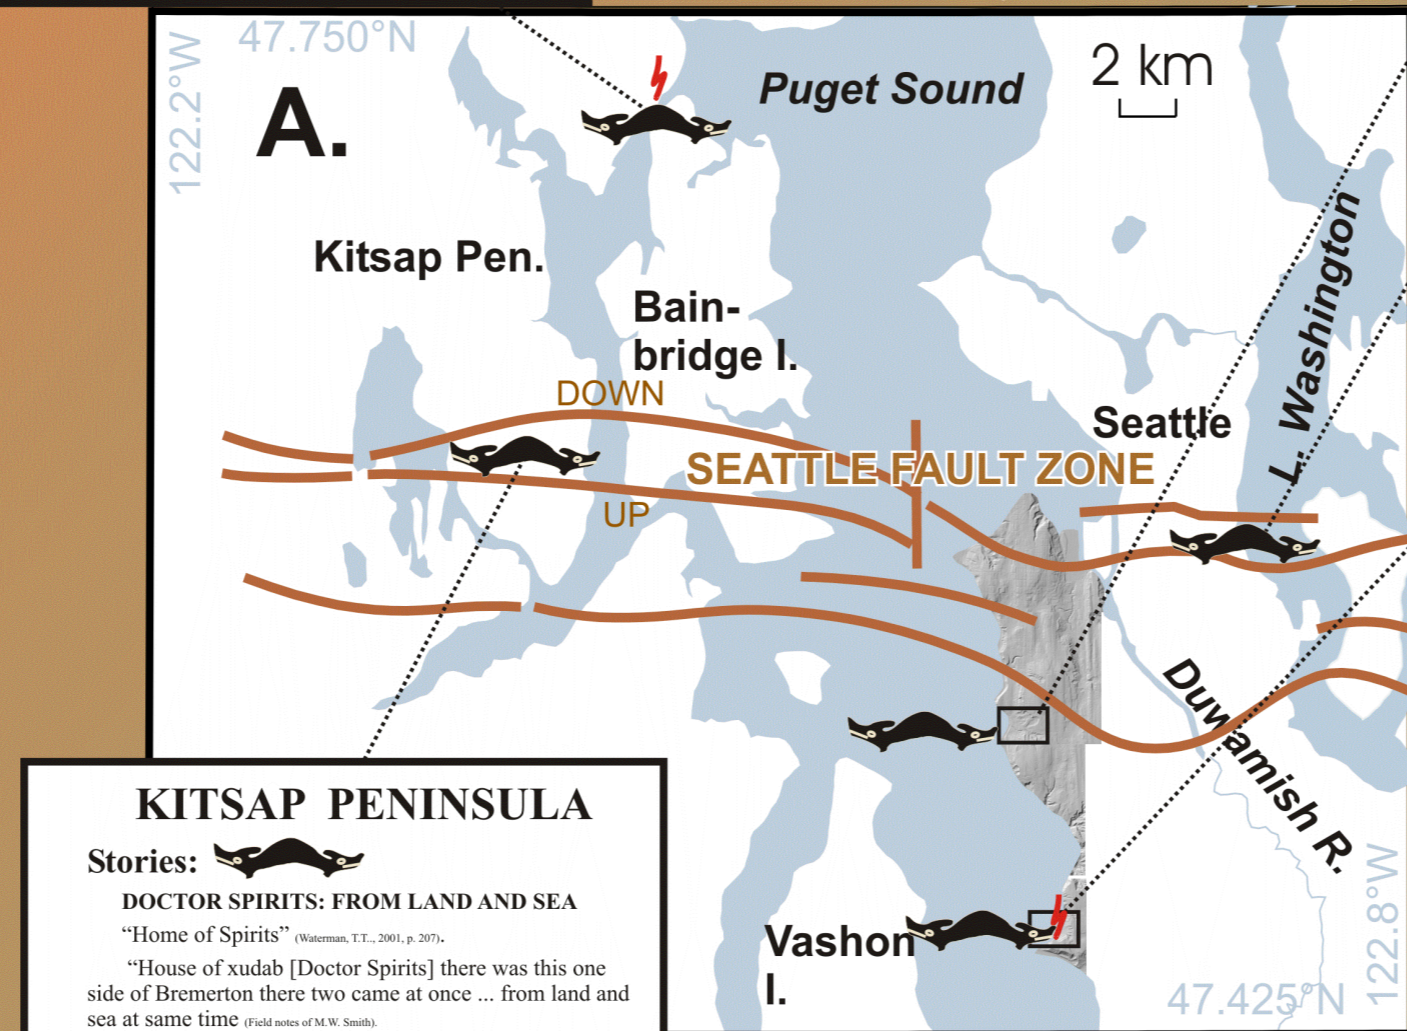 47.750°N
122.2°W
A.
Puget Sound
2 km
Kitsap Pen.
Bain-
bridge I.
L. Washington
DOWN
Seattle
SEATTLE FAULT ZONE
UP
Duwamish R.
Vashon
I.
122.8°W
47.425°N
KITSAP PENINSULA
Stories:
DOCTOR SPIRITS: FROM LAND AND SEA
“Home of Spirits” (Waterman, T.T.., 2001, p. 207).
“House of xudab [Doctor Spirits] there was this one
side of Bremerton there two came at once ... from land and
sea at same time (Field notes of M.W. Smith).